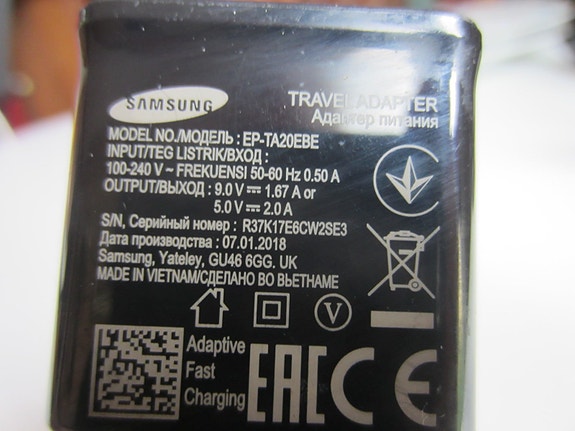 SAMSUNG
TRAVEL ADAPTER
Адаптер питания
MODEL NO./МОДЕЛЬ : EP-TA20EBE
INPUT/TEG LISTRIK/ВХОД :
100-240 V ~ FREKUENSI 50-60 Hz 0.50 A
OUTPUT/ВЫХОД : 9.0 V ⎓ 1.67 A or
5.0 V ⎓ 2.0 A
S/N, Серийный номер : R37K17E6CW2SE3
Дата производства : 07.01.2018
Samsung, Yateley, GU46 6GG. UK
MADE IN VIETNAM/СДЕЛАНО ВО ВЬЕТНАМЕ
V
Adaptive
Fast
Charging
EAC CE